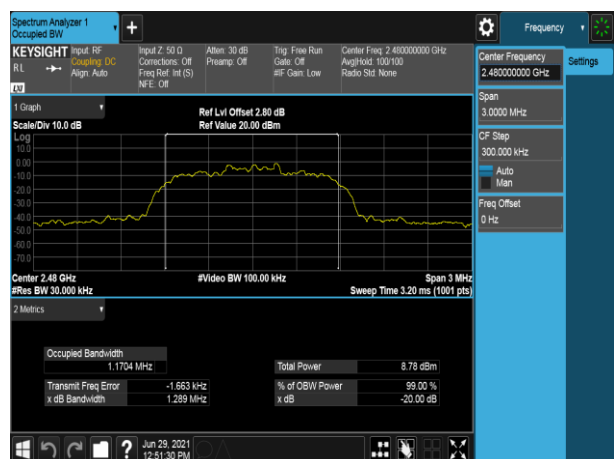 Spectrum Analyzer 1
Occupied BW
+
Frequency
KEYSIGHT Input: RF Input Z: 50 Ω Atten: 30 dB Trig: Free Run Center Freq: 2.480000000 GHz
RL Coupling: DC Corrections: Off Preamp: Off Gate: Off Avg|Hold: 100/100
Align: Auto Freq Ref: Int (S) #IF Gain: Low Radio Std: None
LXI NFE: Off
Center Frequency
2.480000000 GHz
Settings
Span
3.0000 MHz
CF Step
300.000 kHz
Auto
Man
Freq Offset
0 Hz
1 Graph
Ref Lvl Offset 2.80 dB
Scale/Div 10.0 dB Ref Value 20.00 dBm
Log
10.0
0.00
-10.0
-20.0
-30.0
-40.0
-50.0
-60.0
-70.0
Center 2.48 GHz #Video BW 100.00 kHz Span 3 MHz
#Res BW 30.000 kHz Sweep Time 3.20 ms (1001 pts)
2 Metrics
Occupied Bandwidth
1.1704 MHz Total Power 8.78 dBm
Transmit Freq Error -1.663 kHz % of OBW Power 99.00 %
x dB Bandwidth 1.289 MHz x dB -20.00 dB
? Jun 29, 2021
12:51:30 PM